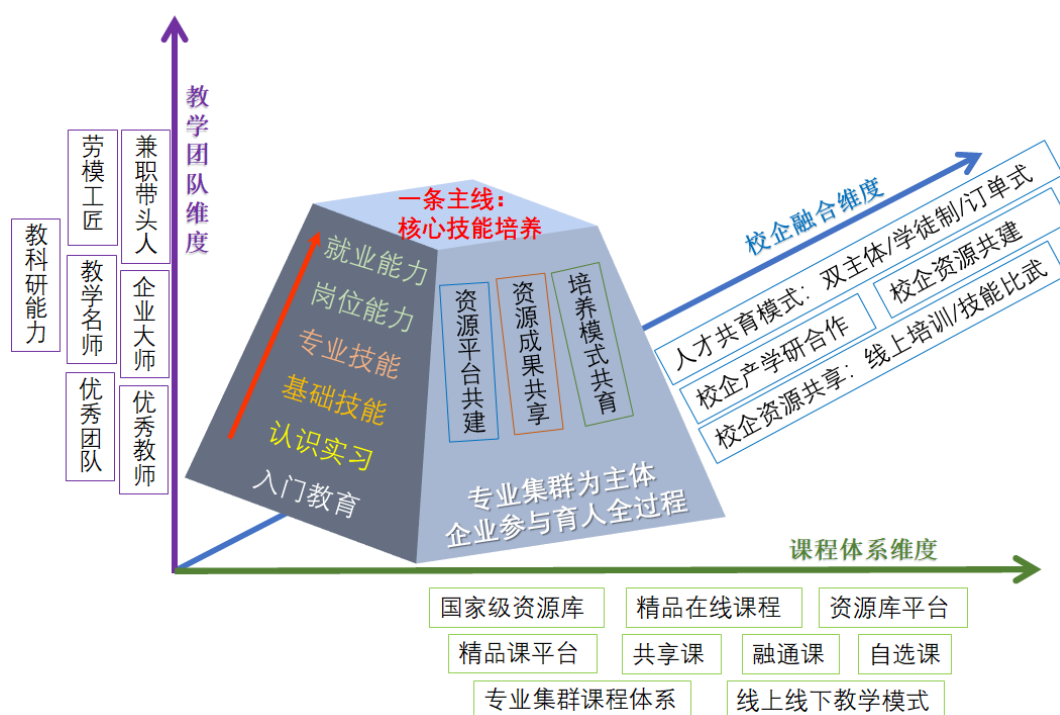 教学团队维度
劳模工匠
兼职带头人
教科研能力
教学名师
企业大师
优秀团队
优秀教师
一条主线：
核心技能培养
就业能力
岗位能力
专业技能
基础技能
认识实习
入门教育
资源平台共建
资源成果共享
培养模式共育
专业集群为主体
企业参与育人全过程
校企融合维度
人才共育模式：双主体/学徒制/订单式
校企产学研合作
校企资源共建
校企资源共享：线上培训/技能比武
课程体系维度
国家级资源库
精品在线课程
资源库平台
精品课平台
共享课
融通课
自选课
专业集群课程体系
线上线下教学模式